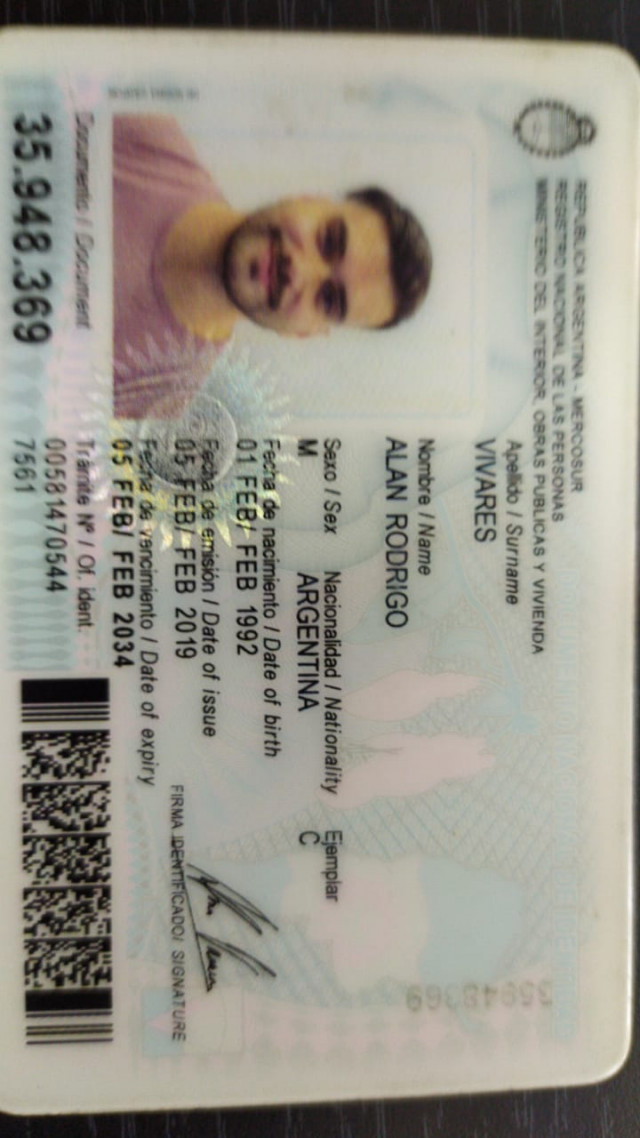 REPUBLICA ARGENTINA - MERCOSUR
REGISTRO NACIONAL DE LAS PERSONAS
MINISTERIO DEL INTERIOR, OBRAS PUBLICAS Y VIVIENDA
Apellido / Surname
VIVARES
Nombre / Name
ALAN RODRIGO
Sexo / Sex Nacionalidad / Nationality Ejemplar
M ARGENTINA C
Fecha de nacimiento / Date of birth
01 FEB/ FEB 1992
Fecha de emisión / Date of issue
05 FEB/ FEB 2019
Fecha de vencimiento / Date of expiry
05 FEB/ FEB 2034
FIRMA IDENTIFICADO/ SIGNATURE
Documento / Document
35.948.369
Trámite Nº / Of. ident.
00581470544
7561
35948369